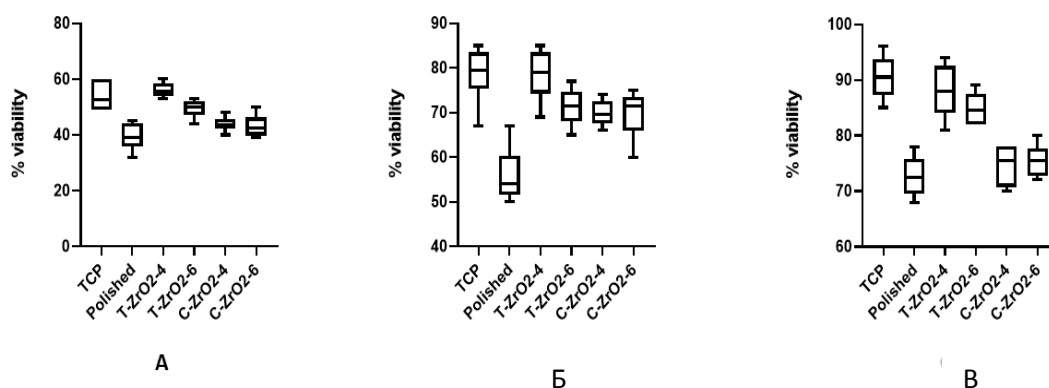 % viability
80
60
40
20
0
TCP
Polished
T-ZrO2-4
T-ZrO2-6
C-ZrO2-4
C-ZrO2-6
А
% viability
90
80
70
60
50
40
TCP
Polished
T-ZrO2-4
T-ZrO2-6
C-ZrO2-4
C-ZrO2-6
Б
% viability
100
90
80
70
60
TCP
Polished
T-ZrO2-4
T-ZrO2-6
C-ZrO2-4
C-ZrO2-6
В